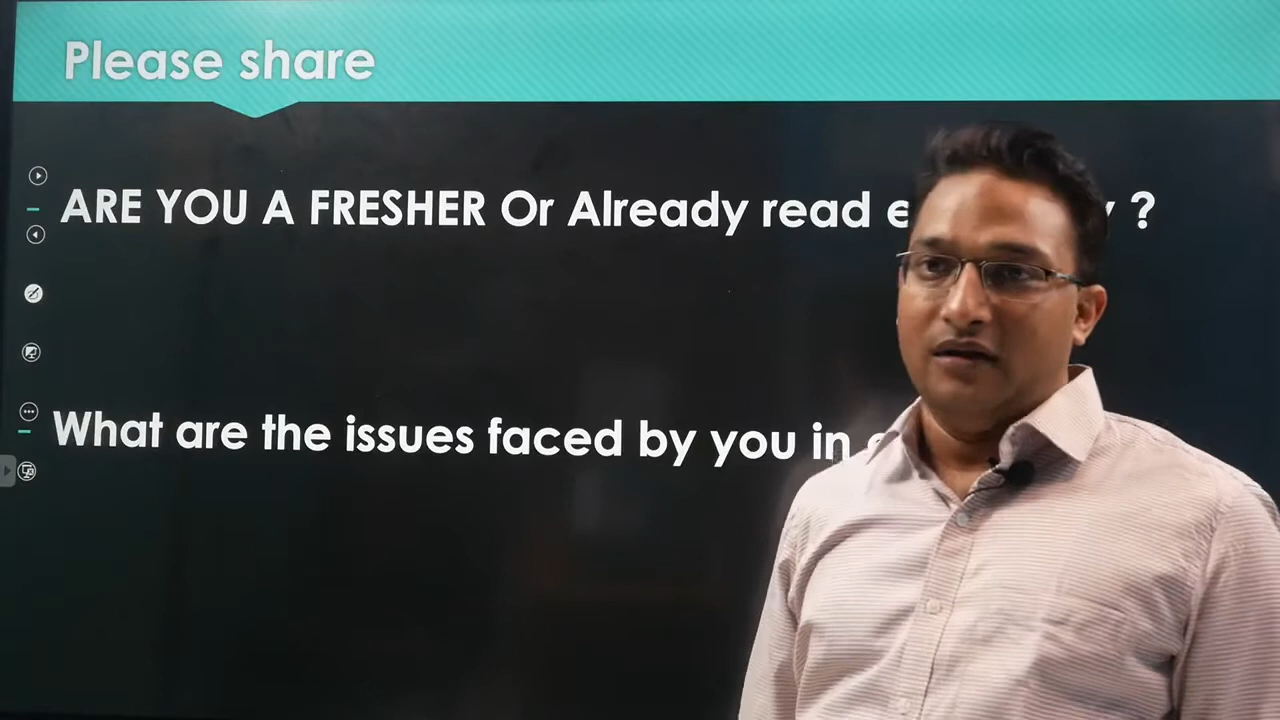 Please share
ARE YOU A FRESHER Or Already read ?
What are the issues faced by you in